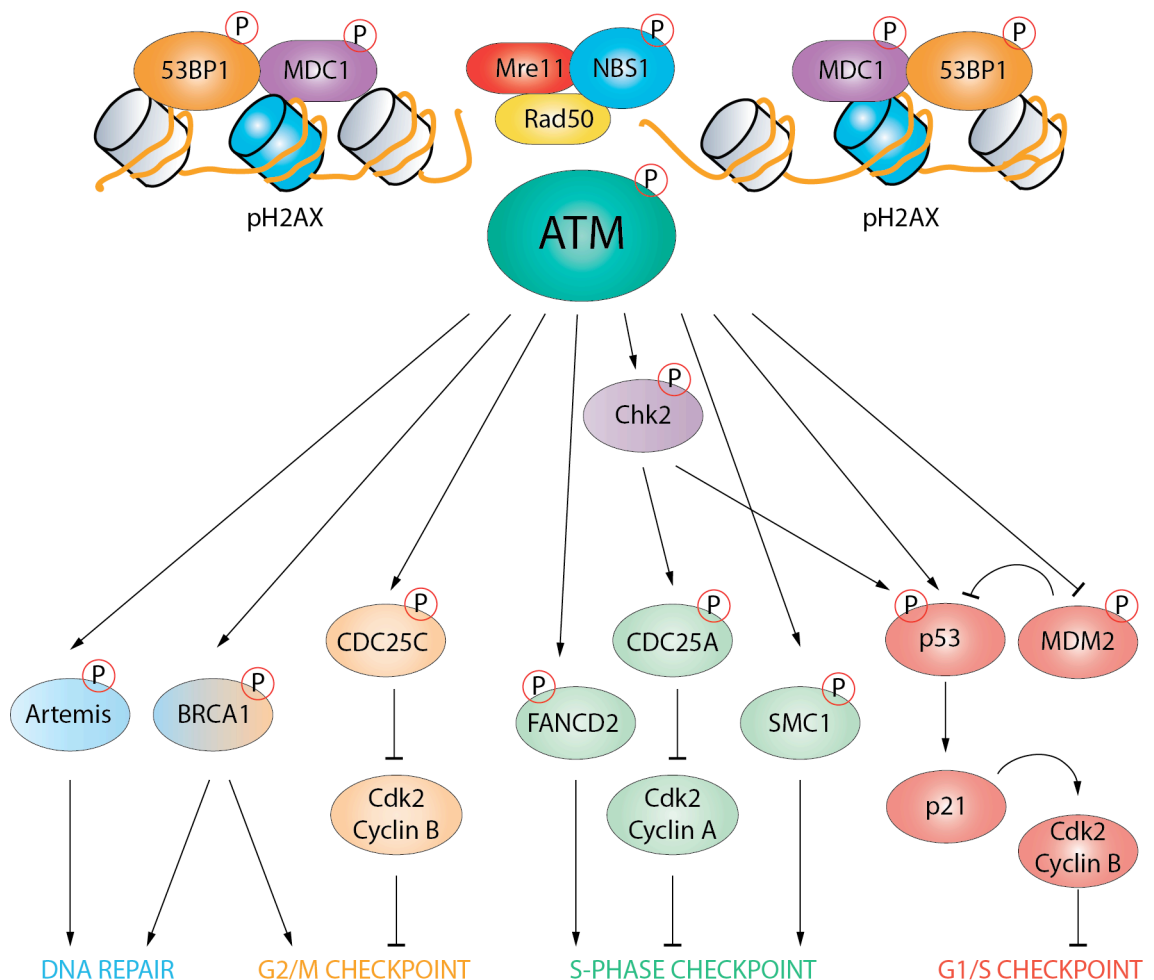 P
P
P
P
P
53BP1
MDC1
Mre11
NBS1
MDC1
53BP1
Rad50
P
pH2AX
pH2AX
ATM
P
Chk2
P
P
P
P
CDC25C
CDC25A
p53
MDM2
P
P
P
P
Artemis
BRCA1
FANCD2
SMC1
Cdk2
Cyclin B
Cdk2
Cyclin A
p21
Cdk2
Cyclin B
DNA REPAIR
G2/M CHECKPOINT
S-PHASE CHECKPOINT
G1/S CHECKPOINT